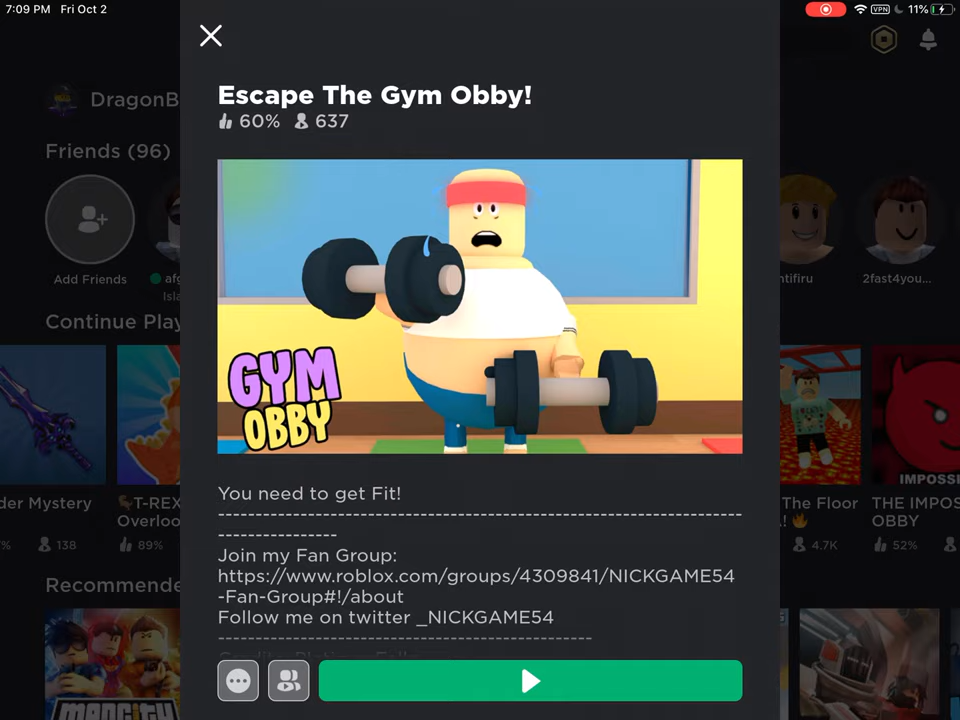 7:09 PM Fri Oct 2
VPN 11%
DragonB
Friends (96)
Add Friends
ntifiru
2fast4you...
Continue Play
Escape The Gym Obby!
60% 637
GYM
OBBY
You need to get Fit!
----------------------------------------------------------------------
----------------
Join my Fan Group:
https://www.roblox.com/groups/4309841/NICKGAME54
-Fan-Group#!/about
Follow me on twitter _NICKGAME54
--------------------------------------------------
der Mystery
138
T-REX
Overloo
89%
The Floor
4.7K
THE IMPOS
OBBY
52%
IMPOSS
Recommende
MADCITY